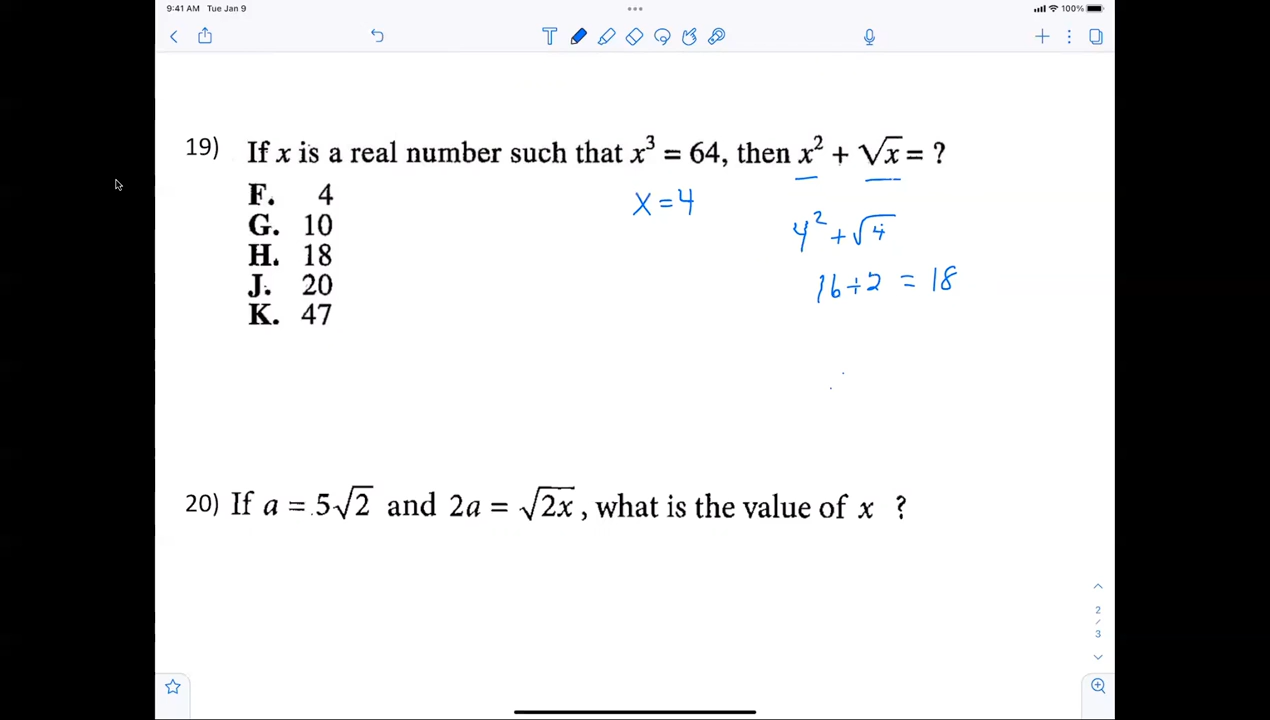 9:41 AM Tue Jan 9
100%
T
19) If x is a real number such that x³ = 64, then x² + √x = ?
F. 4
G. 10
H. 18
J. 20
K. 47
x = 4
4² + √4
16 + 2 = 18
20) If a = 5√2 and 2a = √2x, what is the value of x ?
2
/
3